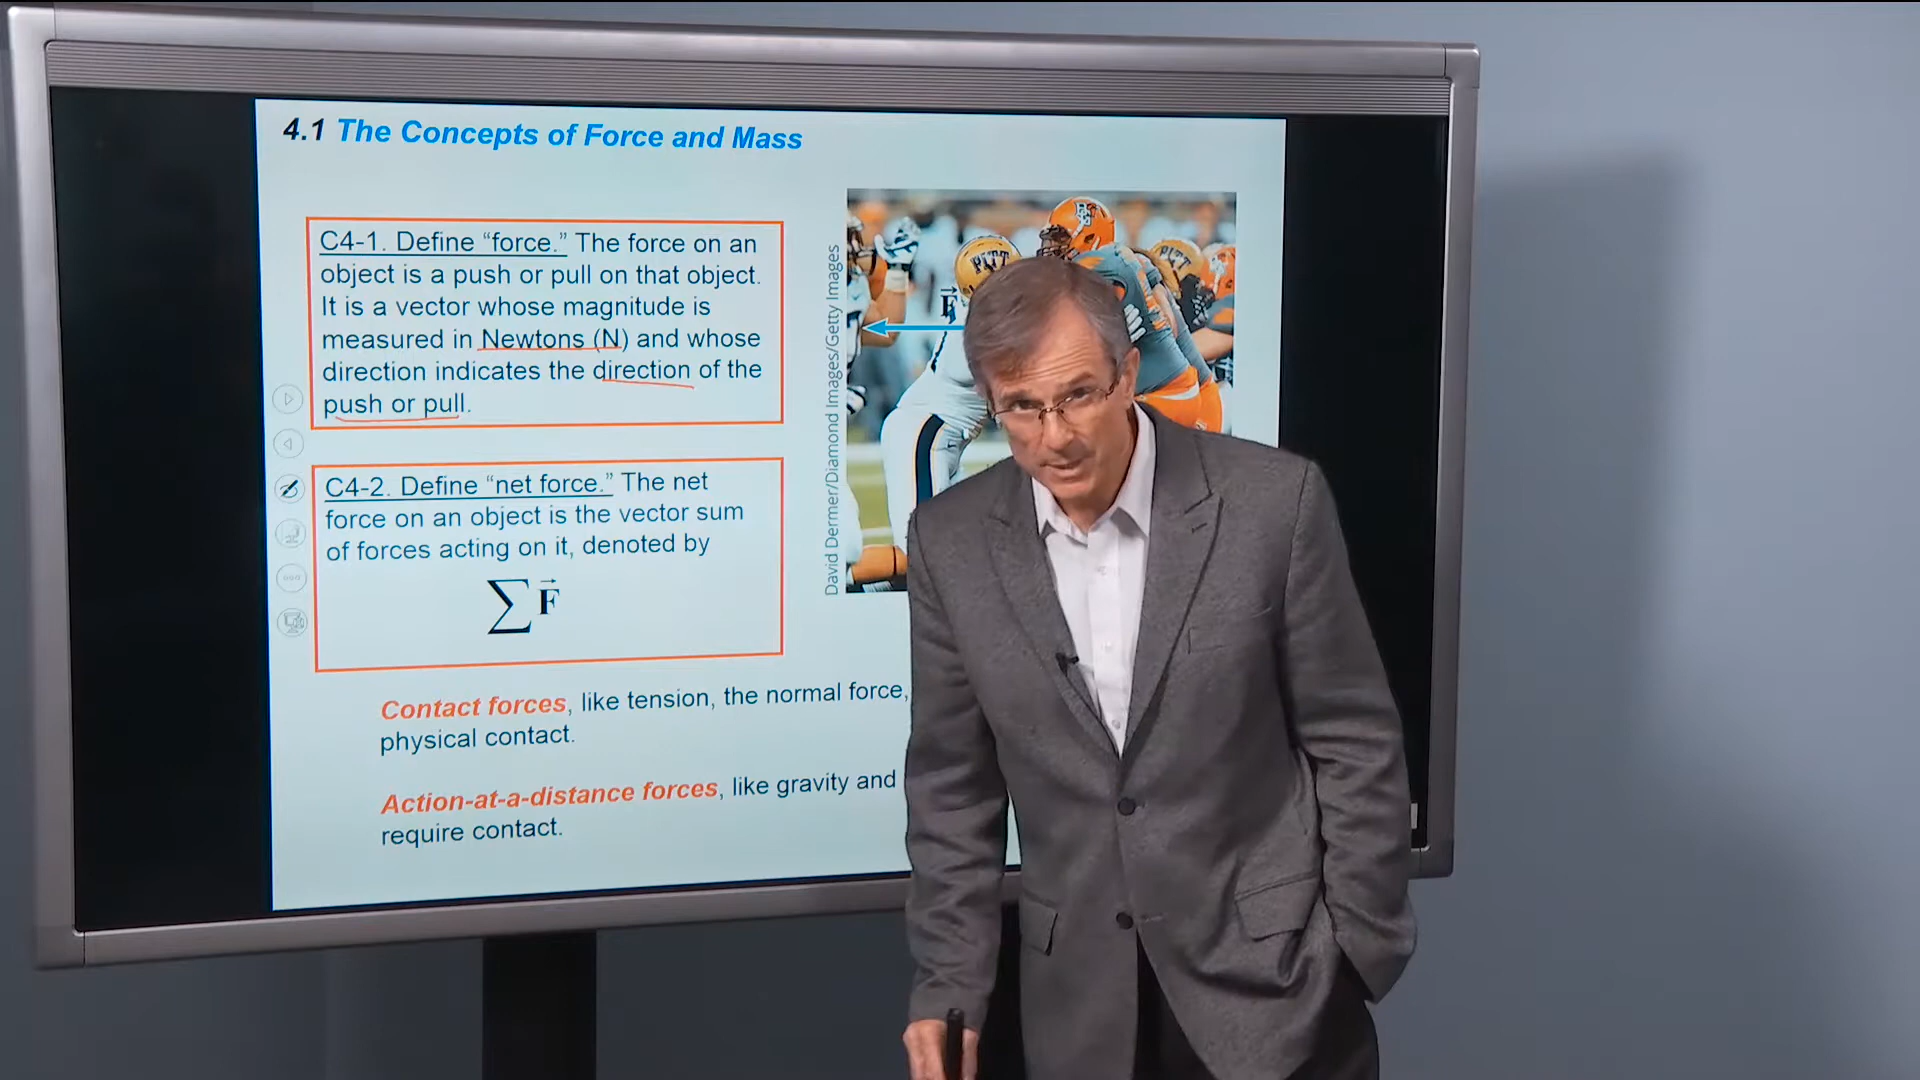 4.1 The Concepts of Force and Mass
C4-1. Define “force.” The force on an
object is a push or pull on that object.
It is a vector whose magnitude is
measured in Newtons (N) and whose
direction indicates the direction of the
push or pull.
C4-2. Define “net force.” The net
force on an object is the vector sum
of forces acting on it, denoted by
∑F⃗
Contact forces, like tension, the normal force,
physical contact.
Action-at-a-distance forces, like gravity and
require contact.
F⃗
PITT
PITT
David Dermer/Diamond Images/Getty Images